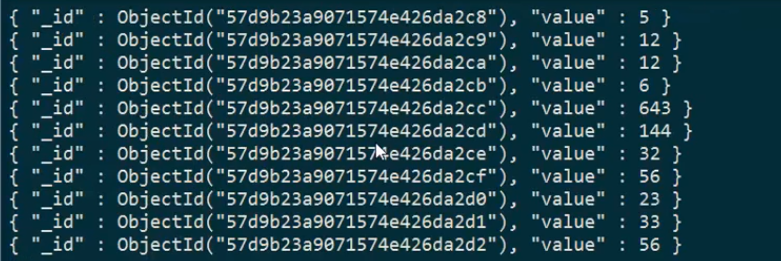 { "_id" : ObjectId("57d9b23a9071574e426da2c8"), "value" : 5 }
{ "_id" : ObjectId("57d9b23a9071574e426da2c9"), "value" : 12 }
{ "_id" : ObjectId("57d9b23a9071574e426da2ca"), "value" : 12 }
{ "_id" : ObjectId("57d9b23a9071574e426da2cb"), "value" : 6 }
{ "_id" : ObjectId("57d9b23a9071574e426da2cc"), "value" : 643 }
{ "_id" : ObjectId("57d9b23a9071574e426da2cd"), "value" : 144 }
{ "_id" : ObjectId("57d9b23a9071574e426da2ce"), "value" : 32 }
{ "_id" : ObjectId("57d9b23a9071574e426da2cf"), "value" : 56 }
{ "_id" : ObjectId("57d9b23a9071574e426da2d0"), "value" : 23 }
{ "_id" : ObjectId("57d9b23a9071574e426da2d1"), "value" : 33 }
{ "_id" : ObjectId("57d9b23a9071574e426da2d2"), "value" : 56 }